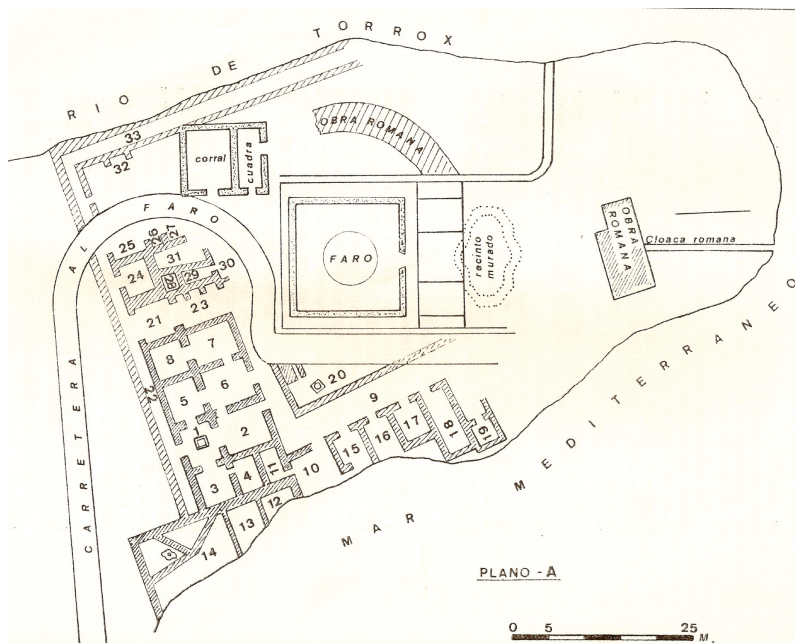 RIO DE TORROX
33
32
corral
cuadra
OBRA ROMANA
CARRETERA AL FARO
FARO
recinto
murado
OBRA
ROMANA
Cloaca romana
25
26
27
31
24
28
29
30
21
23
8
7
22
5
6
20
9
1
2
3
4
11
10
15
16
17
18
19
12
13
14
MAR MEDITERRANEO
PLANO - A
0 5 25
M.